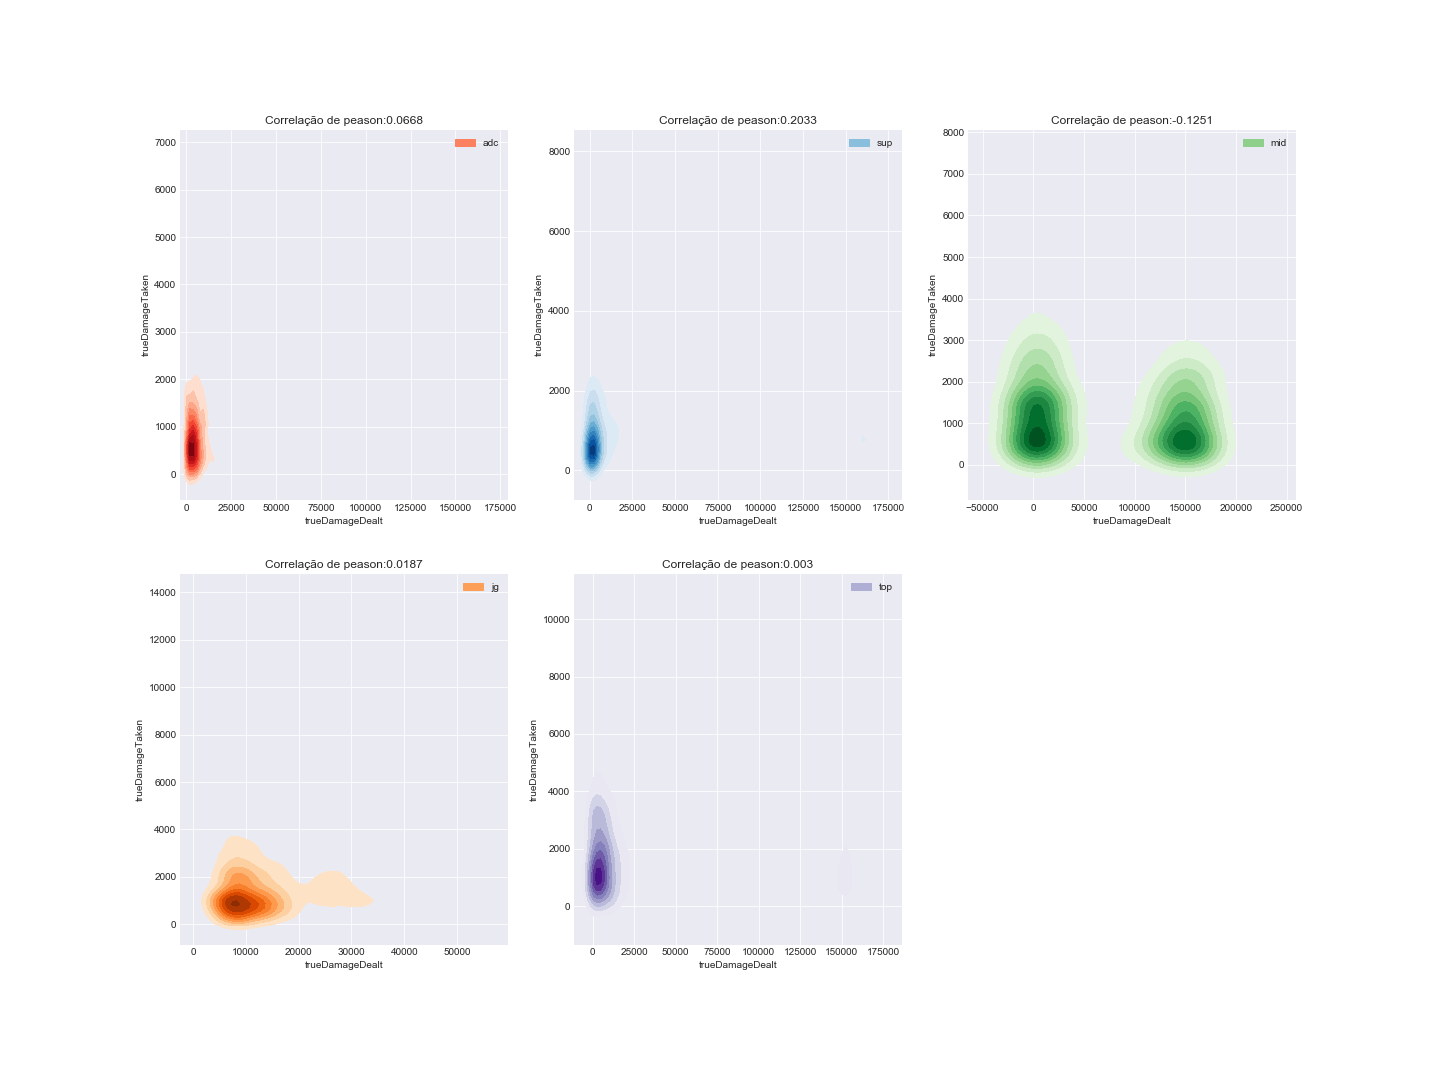 Correlação de peason:0.0668
adc
7000
6000
5000
4000
3000
2000
1000
0
trueDamageTaken
0 25000 50000 75000 100000 125000 150000 175000
trueDamageDealt
Correlação de peason:0.2033
sup
8000
6000
4000
2000
0
trueDamageTaken
0 25000 50000 75000 100000 125000 150000 175000
trueDamageDealt
Correlação de peason:-0.1251
mid
8000
7000
6000
5000
4000
3000
2000
1000
0
trueDamageTaken
−50000 0 50000 100000 150000 200000 250000
trueDamageDealt
Correlação de peason:0.0187
jg
14000
12000
10000
8000
6000
4000
2000
0
trueDamageTaken
0 10000 20000 30000 40000 50000
trueDamageDealt
Correlação de peason:0.003
top
10000
8000
6000
4000
2000
0
trueDamageTaken
0 25000 50000 75000 100000 125000 150000 175000
trueDamageDealt